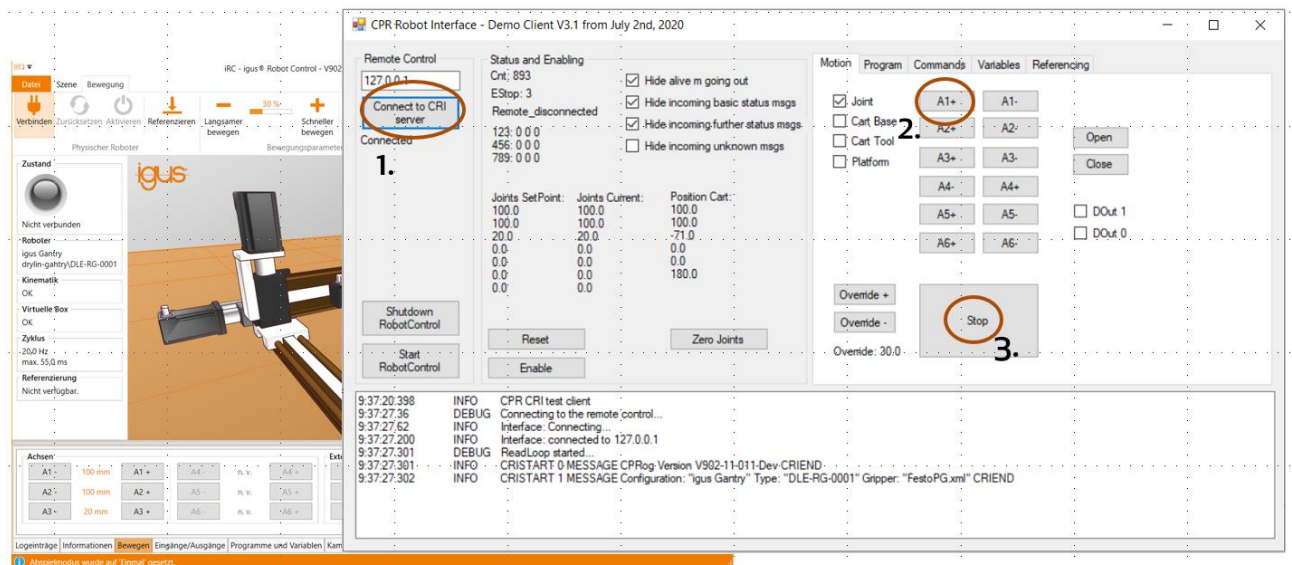 iRC - igus® Robot Control - V902
Datei Szene Bewegung
Verbinden Zurücksetzen Aktivieren Referenzieren Langsamer bewegen 30 % Schneller bewegen
Physischer Roboter Bewegungsparameter
Zustand
igus
Nicht verbunden
Roboter
igus Gantry
drylin-gantry\DLE-RG-0001
Kinematik
OK
Virtuelle Box
OK
Zyklus
20,0 Hz
max. 55,0 ms
Referenzierung
Nicht verfügbar.
Achsen
A1 - 100 mm A1 + A4 - n. v. A4 +
A2 - 100 mm A2 + A5 - n. v. A5 +
A3 - 20 mm A3 + A6 - n. v. A6 +
Logeinträge Informationen Bewegen Eingänge/Ausgänge Programme und Variablen
Abspielmodus wurde auf 'Einmal' gesetzt.
CPR Robot Interface - Demo Client V3.1 from July 2nd, 2020
Remote Control
127.0.0.1
Connect to CRI
server
Connected
1.
Shutdown
RobotControl
Start
RobotControl
Status and Enabling
Cnt: 893
EStop: 3
Remote_disconnected
123: 0 0 0
456: 0 0 0
789: 0 0 0
Hide alive m going out
Hide incoming basic status msgs
Hide incoming further status msgs
Hide incoming unknown msgs
Joints SetPoint: Joints Current: Position Cart:
100.0 100.0 100.0
100.0 100.0 100.0
20.0 20.0 -71.0
0.0 0.0 0.0
0.0 0.0 0.0
0.0 0.0 180.0
0.0 0.0
Reset Zero Joints
Enable
Motion Program Commands Variables Referencing
Joint
Cart Base
Cart Tool
Platform
2.
A1+ A1-
A2+ A2-
A3+ A3-
A4- A4+
A5+ A5-
A6+ A6-
Open
Close
DOut 1
DOut 0
Override +
Override -
Override: 30.0
Stop
3.
9:37:20.398 INFO CPR CRI test client
9:37:27.36 DEBUG Connecting to the remote control...
9:37:27.62 INFO Interface: Connecting...
9:37:27.200 INFO Interface: connected to 127.0.0.1
9:37:27.301 DEBUG ReadLoop started...
9:37:27.301 INFO CRISTART 0 MESSAGE CPRog Version V902-11-011-Dev CRIEND
9:37:27.302 INFO CRISTART 1 MESSAGE Configuration: "igus Gantry" Type: "DLE-RG-0001" Gripper: "FestoPG.xml" CRIEND